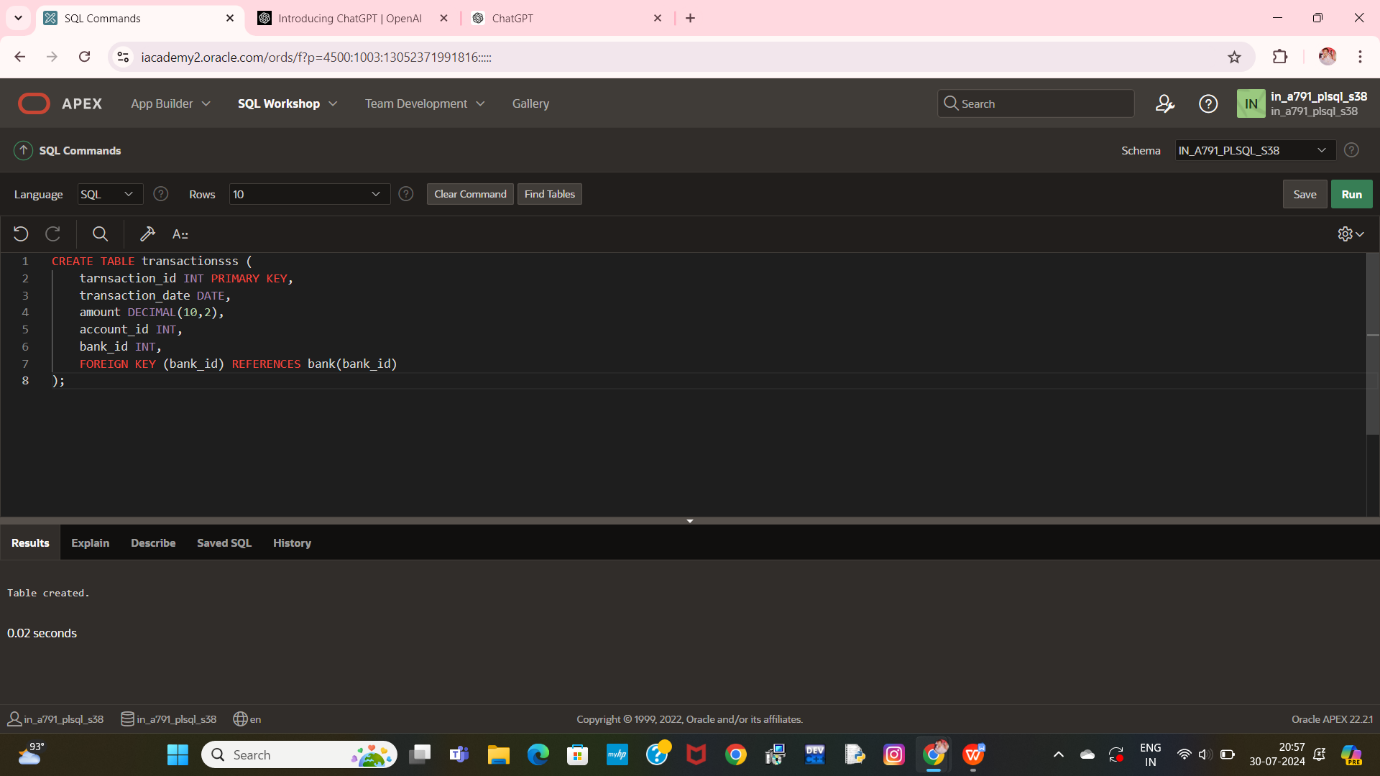 SQL Commands
Introducing ChatGPT | OpenAI
ChatGPT
iacademy2.oracle.com/ords/f?p=4500:1003:13052371991816:::::
APEX App Builder SQL Workshop Team Development Gallery
Search
IN
in_a791_plsql_s38
in_a791_plsql_s38
SQL Commands
Schema IN_A791_PLSQL_S38
Language SQL Rows 10 Clear Command Find Tables Save Run
A::
1 CREATE TABLE transactionsss (
2 tarnsaction_id INT PRIMARY KEY,
3 transaction_date DATE,
4 amount DECIMAL(10,2),
5 account_id INT,
6 bank_id INT,
7 FOREIGN KEY (bank_id) REFERENCES bank(bank_id)
8 );
Results Explain Describe Saved SQL History
Table created.
0.02 seconds
in_a791_plsql_s38 in_a791_plsql_s38 en Copyright © 1999, 2022, Oracle and/or its affiliates. Oracle APEX 22.2.1
93°
Search
myhp
DEV
ENG
IN
20:57
30-07-2024
PRE